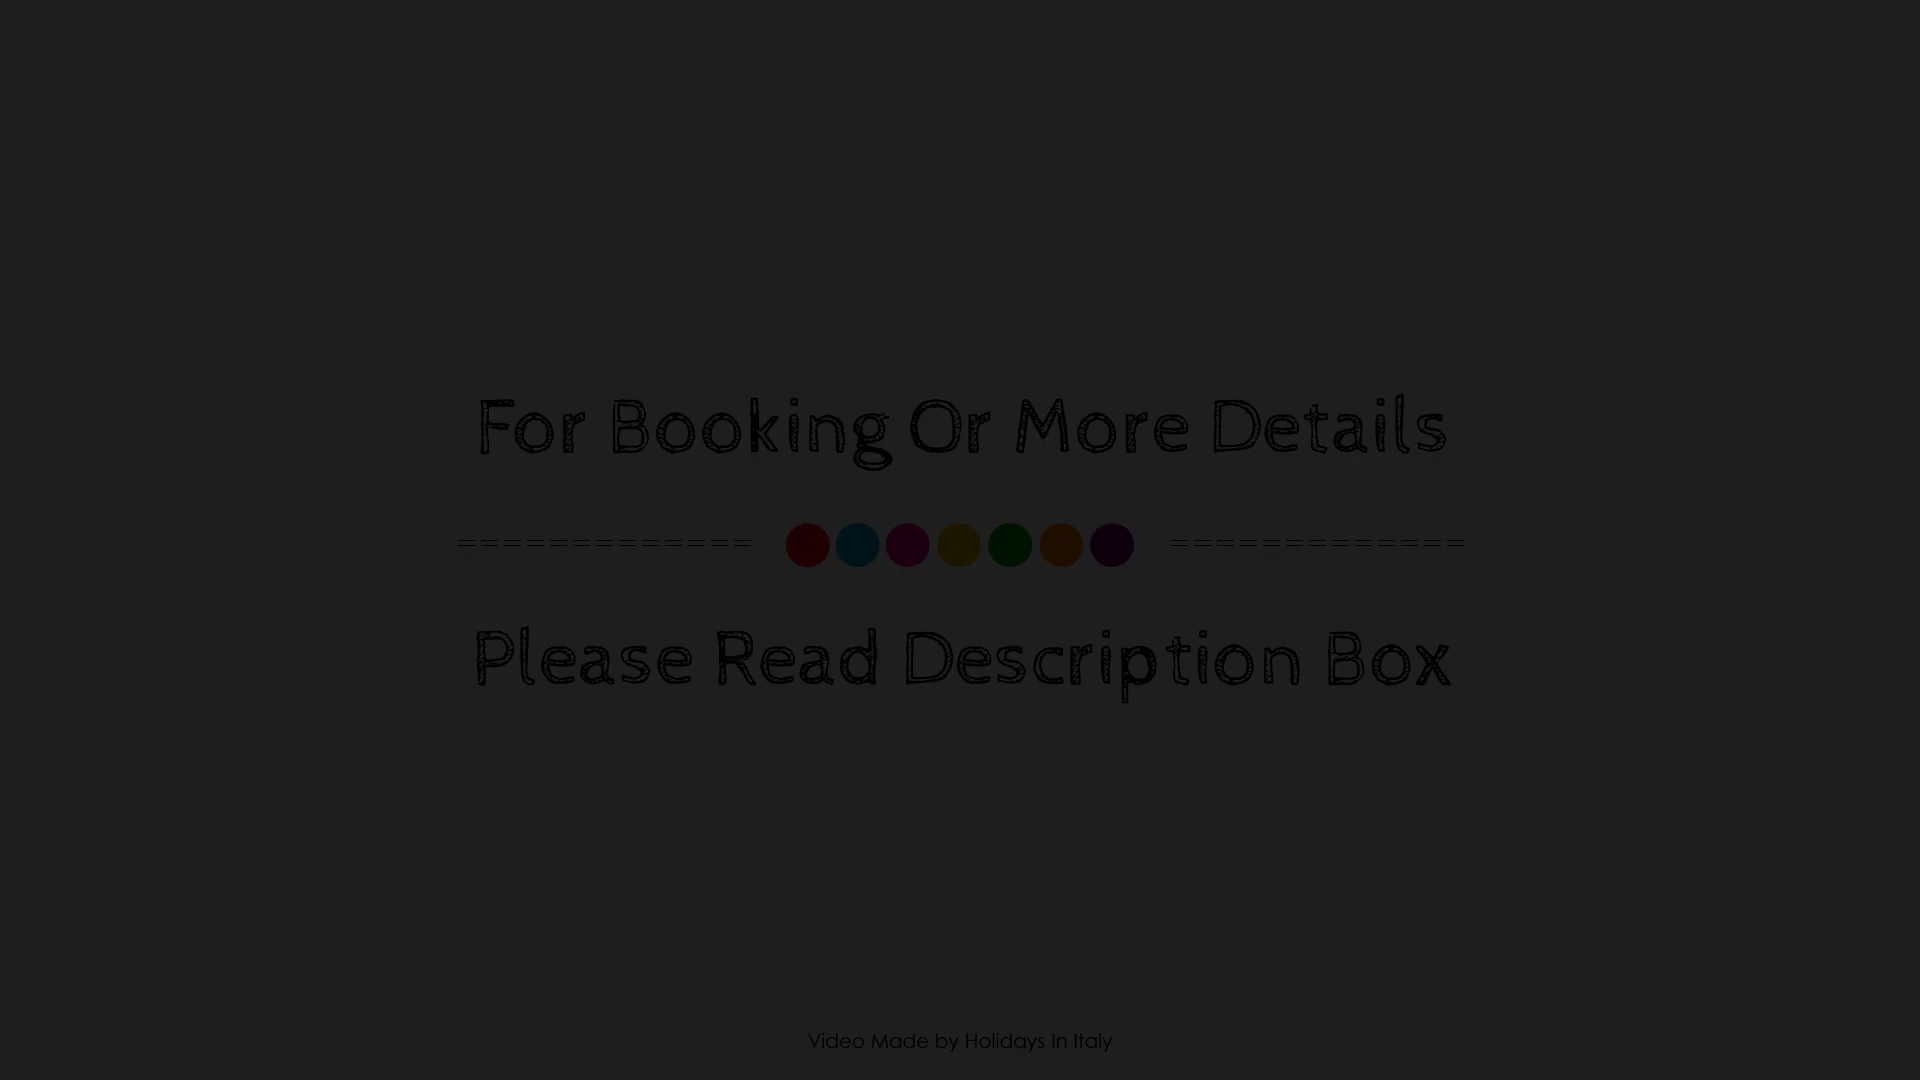 For Booking Or More Details
============= =============
Please Read Description Box
Video Made by Holidays In Italy